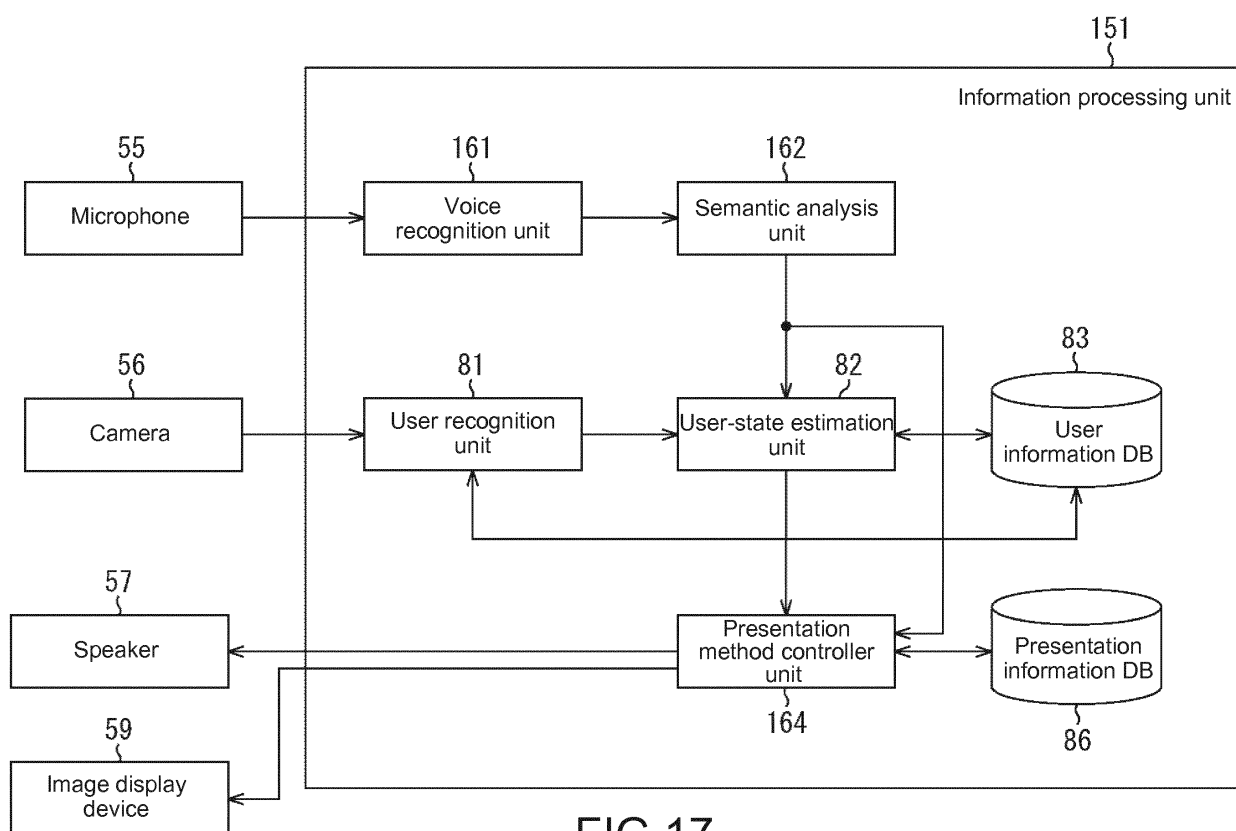 151
Information processing unit
55
161
162
Microphone
Voice
recognition unit
Semantic analysis
unit
56
81
82
83
Camera
User recognition
unit
User-state estimation
unit
User
information DB
57
Speaker
Presentation
method controller
unit
164
Presentation
information DB
86
59
Image display
device
FIG.17